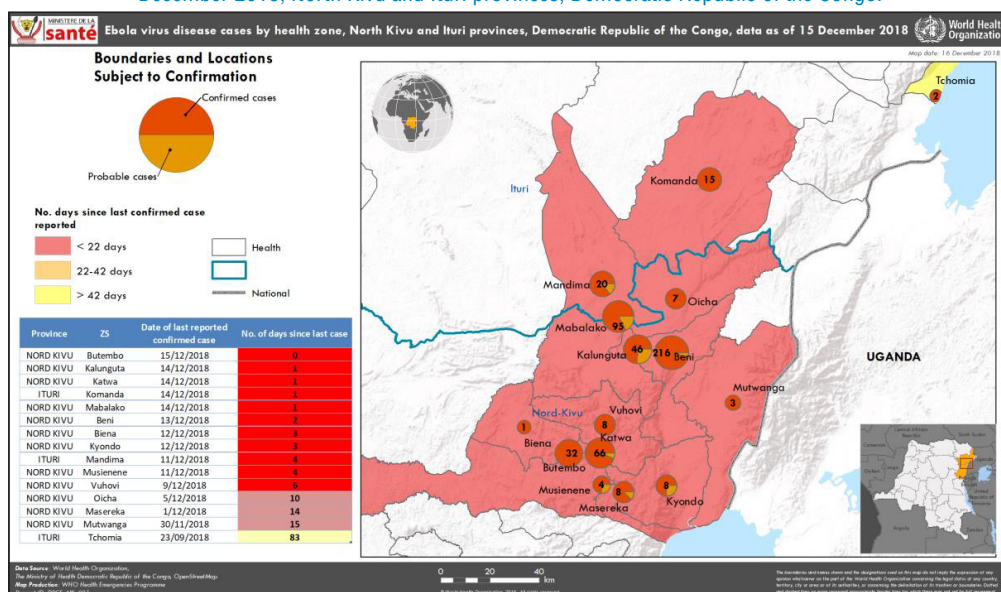 December 2018, North Kivu and Ituri provinces, Democratic Republic of the Congo.
MINISTERE DE LA
santé
Ebola virus disease cases by health zone, North Kivu and Ituri provinces, Democratic Republic of the Congo, data as of 15 December 2018
World Health
Organization
Map date: 16 December 2018
Boundaries and Locations
Subject to Confirmation
Confirmed cases
Probable cases
No. days since last confirmed case
reported
< 22 days
22-42 days
> 42 days
Health
National
Province ZS Date of last reported confirmed case No. of days since last case
NORD KIVU Butembo 15/12/2018 0
NORD KIVU Kalunguta 14/12/2018 1
NORD KIVU Katwa 14/12/2018 1
ITURI Komanda 14/12/2018 1
NORD KIVU Mabalako 14/12/2018 1
NORD KIVU Beni 13/12/2018 2
NORD KIVU Biena 12/12/2018 3
NORD KIVU Kyondo 12/12/2018 3
ITURI Mandima 11/12/2018 4
NORD KIVU Musienene 11/12/2018 4
NORD KIVU Vuhovi 9/12/2018 6
NORD KIVU Oicha 5/12/2018 10
NORD KIVU Masereka 1/12/2018 14
NORD KIVU Mutwanga 30/11/2018 15
ITURI Tchomia 23/09/2018 83
Tchomia
2
Komanda 15
Ituri
Mandima 20
7 Oicha
Mabalako 95
Kalunguta 46
216 Beni
UGANDA
Mutwanga
3
Nord-Kivu
Vuhovi
8
1
Biena
Katwa
32 66
Butembo
Musienene 4
8
Masereka
8
Kyondo
Data Source: World Health Organization,
The Ministry of Health Democratic Republic of the Congo, OpenStreetMap
Map Production: WHO Health Emergencies Programme
0 20 40
km